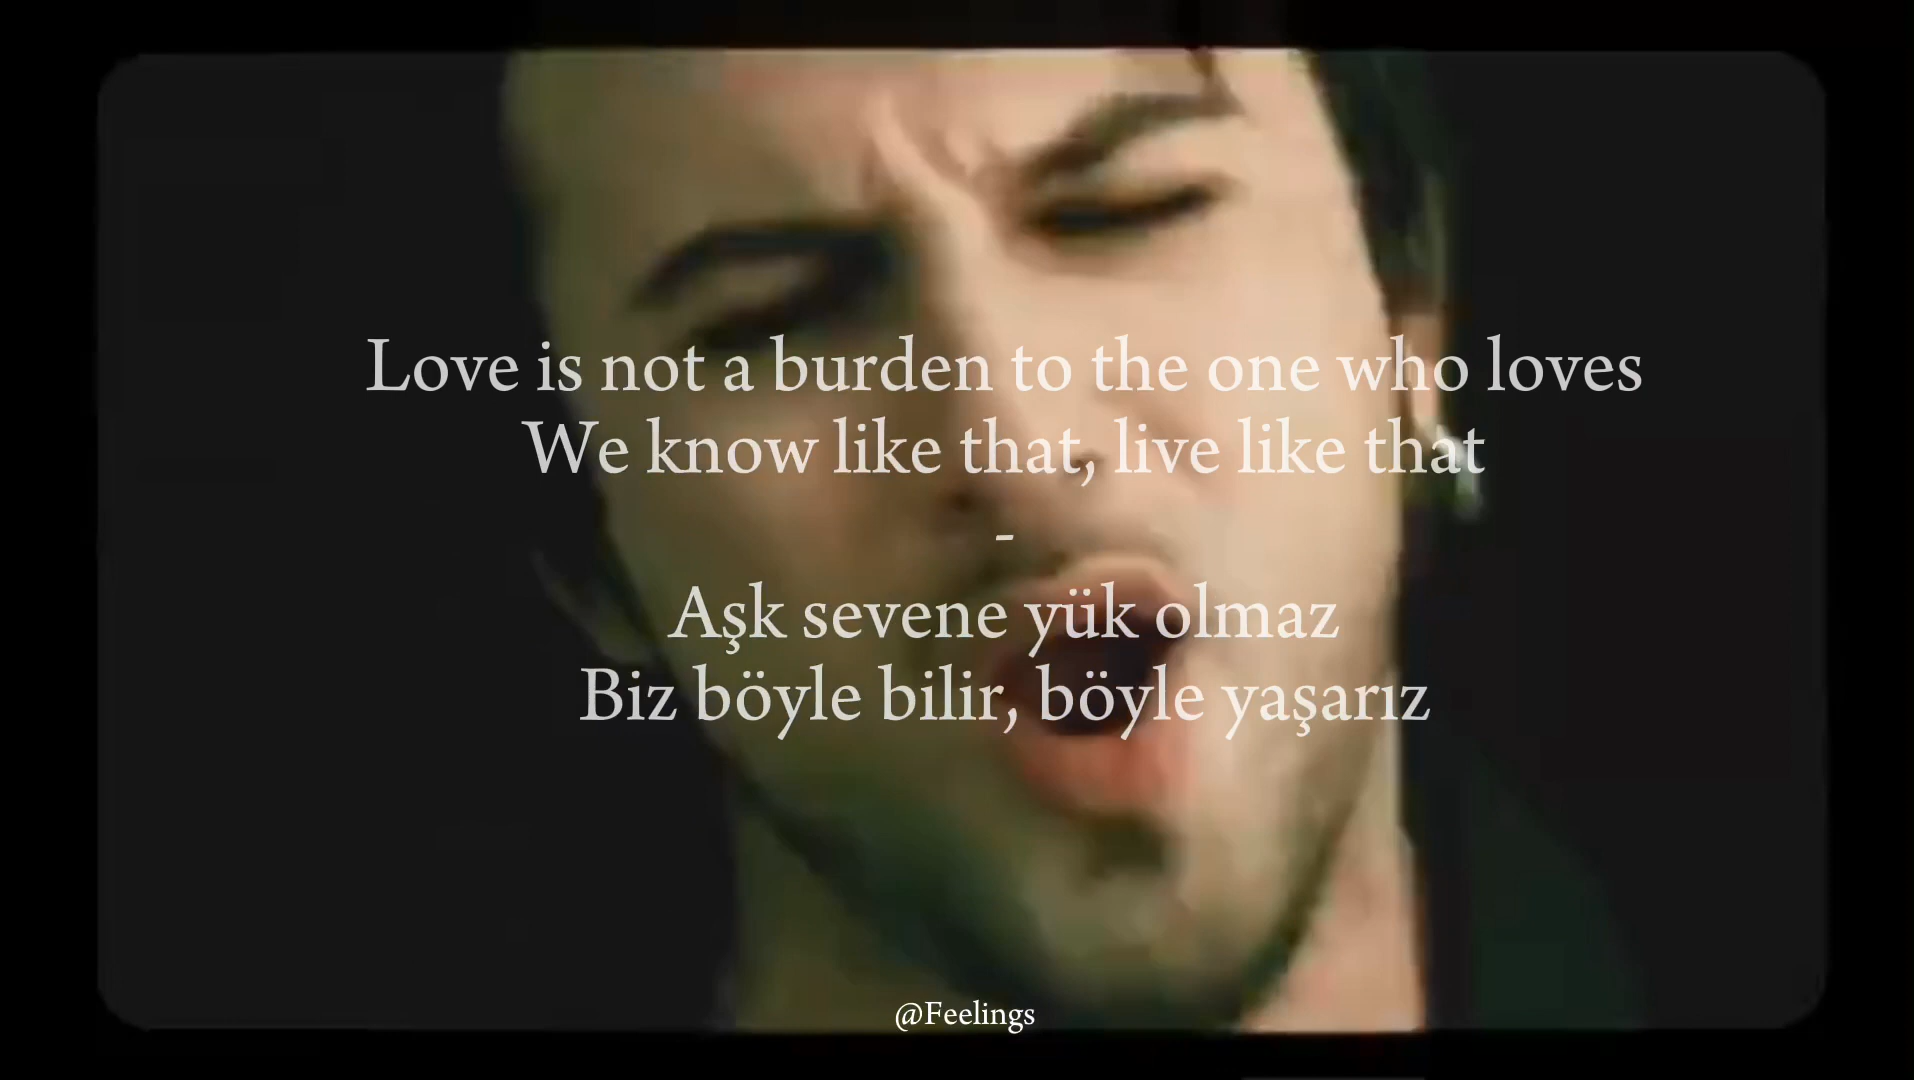 Love is not a burden to the one who loves
We know like that, live like that
-
Aşk sevene yük olmaz
Biz böyle bilir, böyle yaşarız
@Feelings